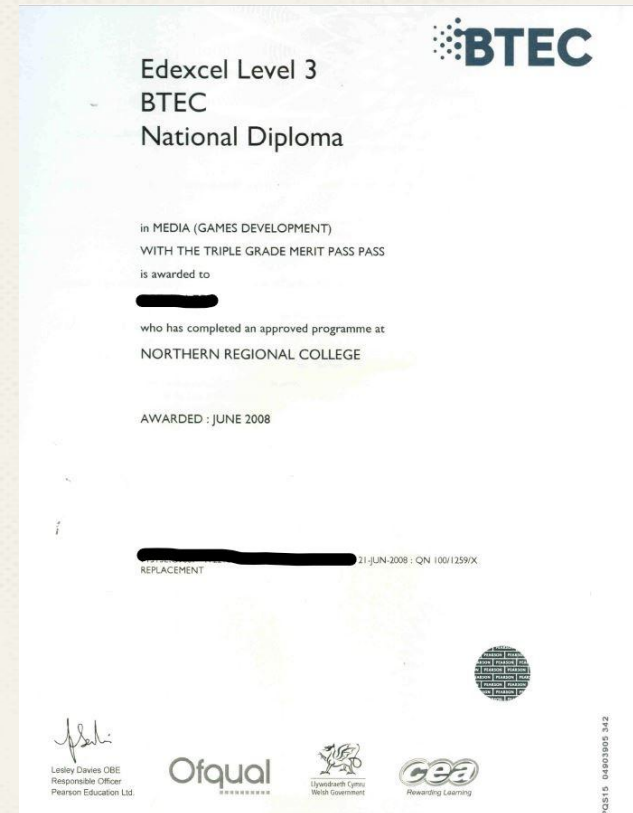 BTEC
Edexcel Level 3
BTEC
National Diploma
in MEDIA (GAMES DEVELOPMENT)
WITH THE TRIPLE GRADE MERIT PASS PASS
is awarded to
who has completed an approved programme at
NORTHERN REGIONAL COLLEGE
AWARDED : JUNE 2008
21-JUN-2008 : QN 100/1259/X
REPLACEMENT
PEARSON
Lesley Davies OBE
Responsible Officer
Pearson Education Ltd.
Ofqual
Llywodraeth Cymru
Welsh Government
cea
Rewarding Learning
PQS15 04903905 342